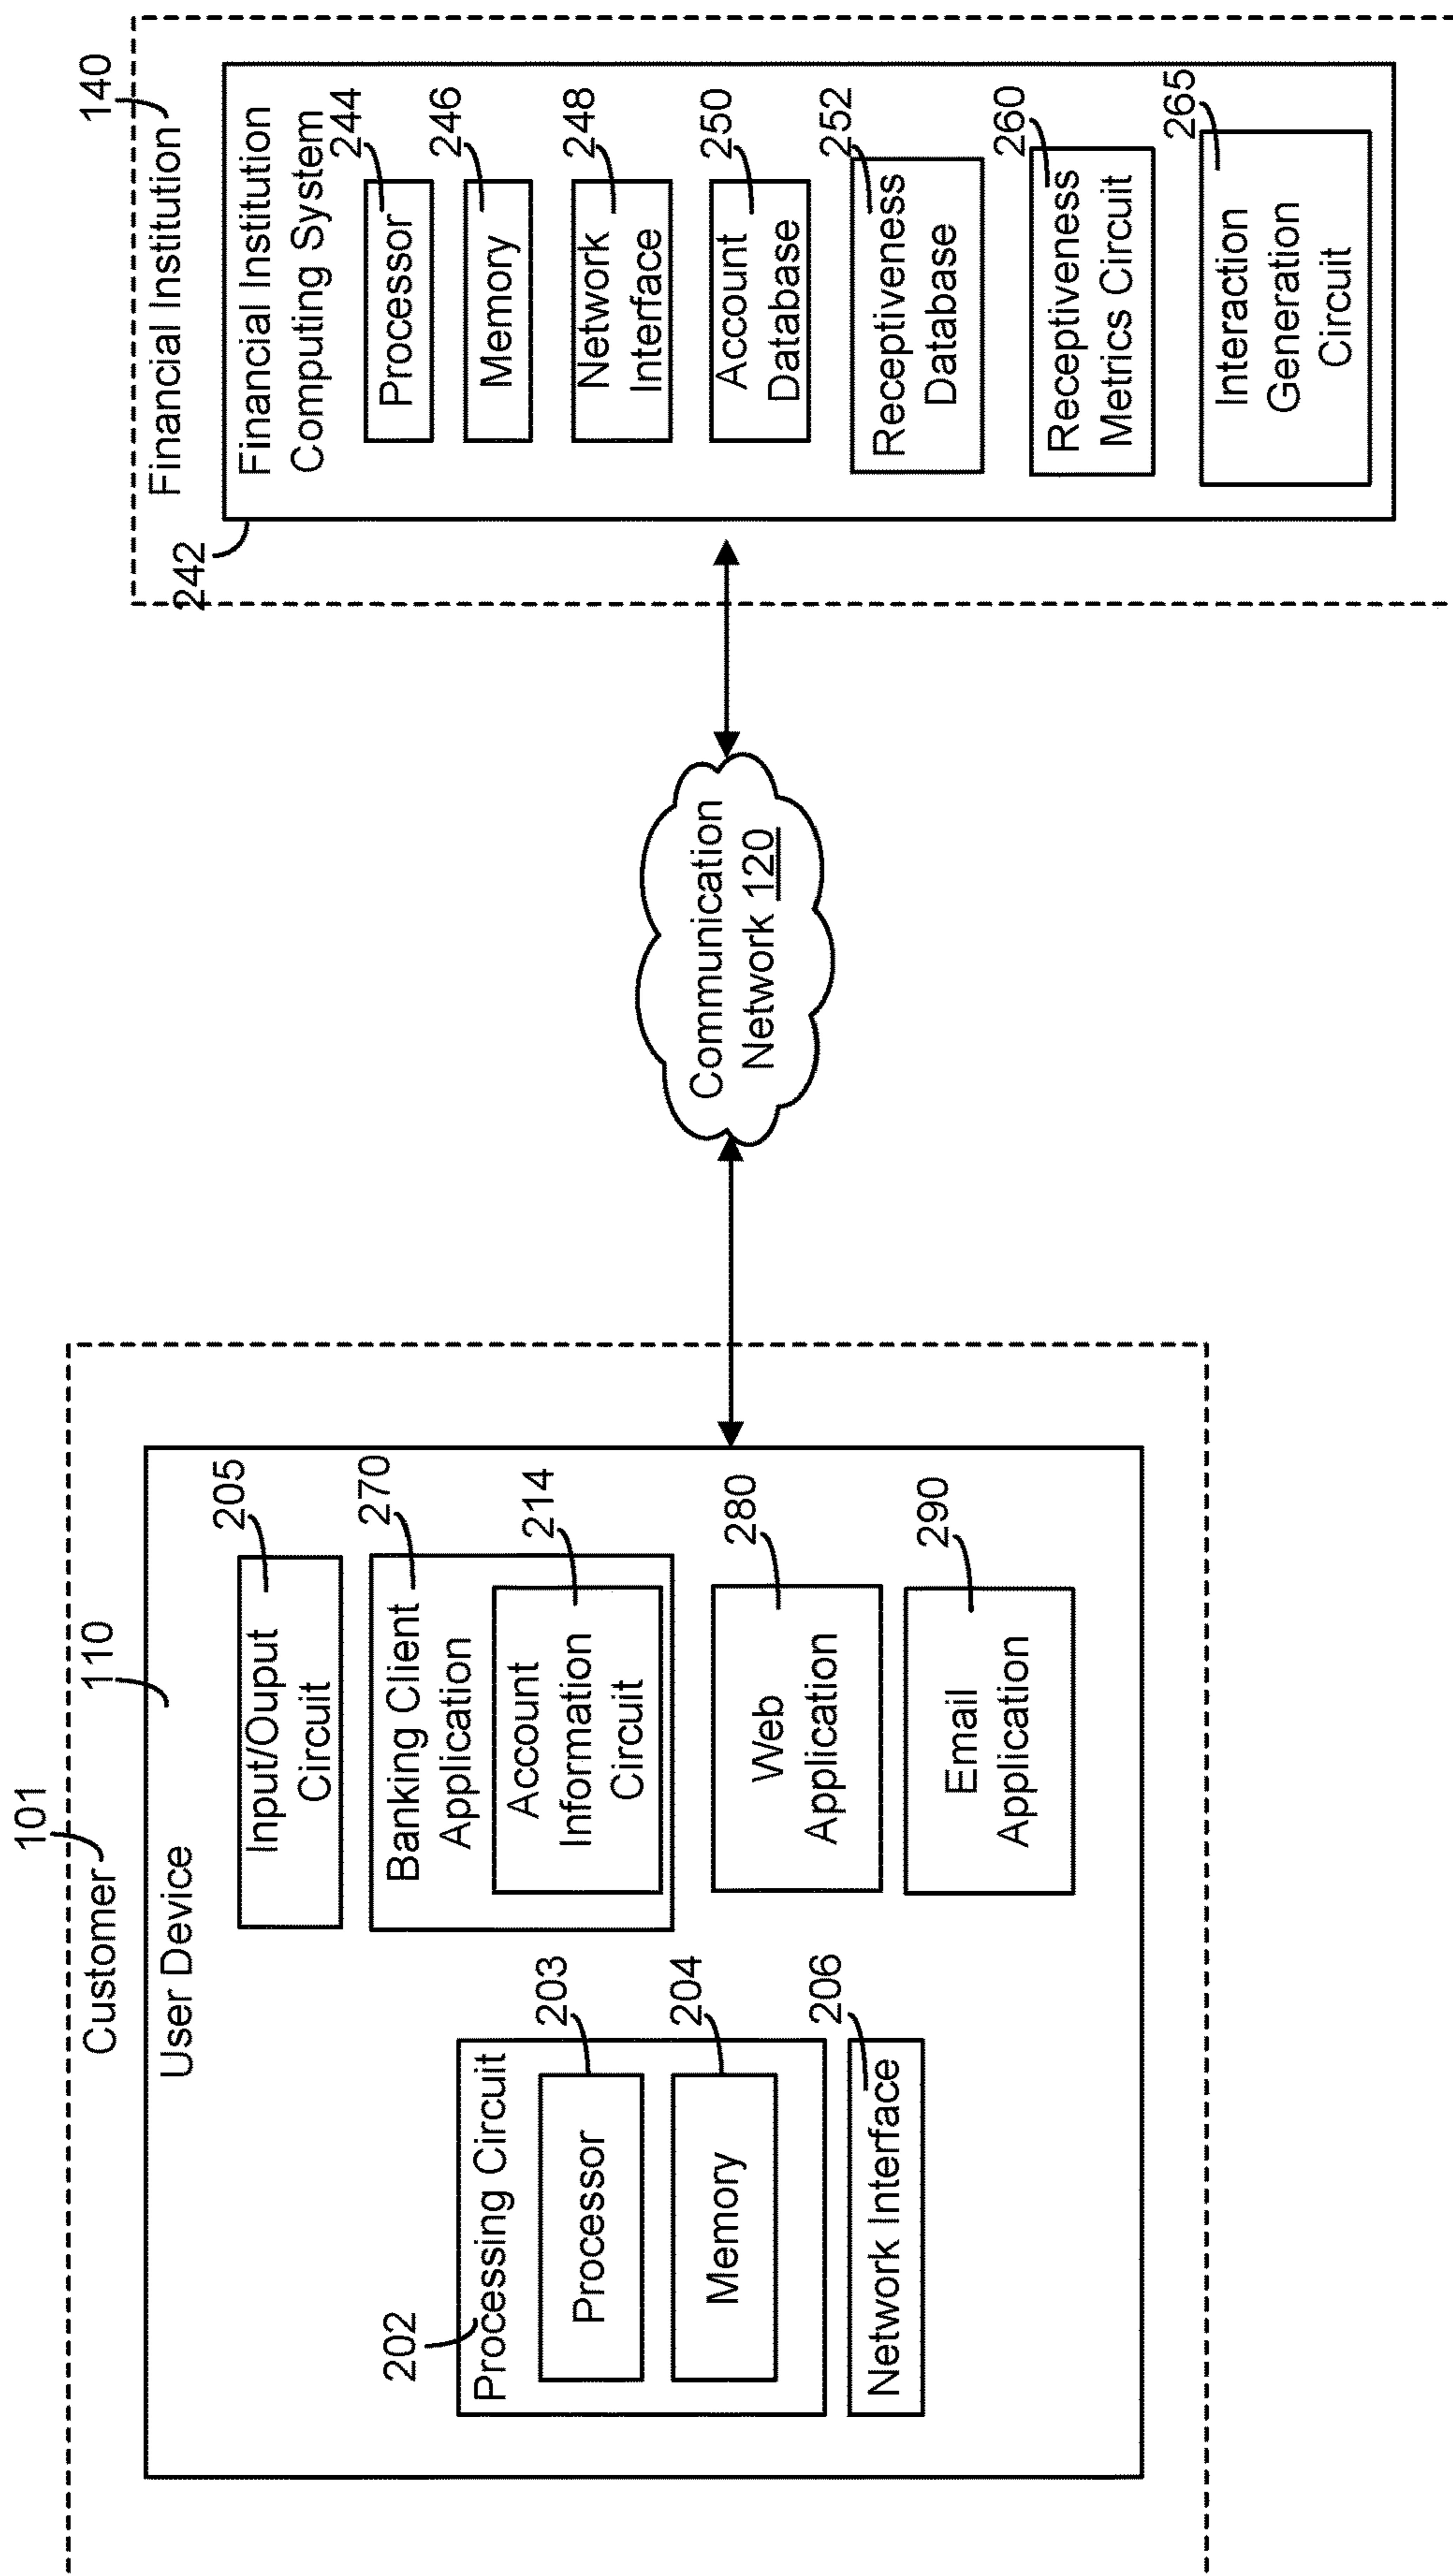 101
Customer
110
User Device
202
Processing Circuit
203
Processor
204
Memory
206
Network Interface
205
Input/Ouput
Circuit
270
Banking Client
Application
214
Account
Information
Circuit
280
Web
Application
290
Email
Application
Communication
Network 120
140
Financial Institution
242
Financial Institution
Computing System
244
Processor
246
Memory
248
Network
Interface
250
Account
Database
252
Receptiveness
Database
260
Receptiveness
Metrics Circuit
265
Interaction
Generation
Circuit